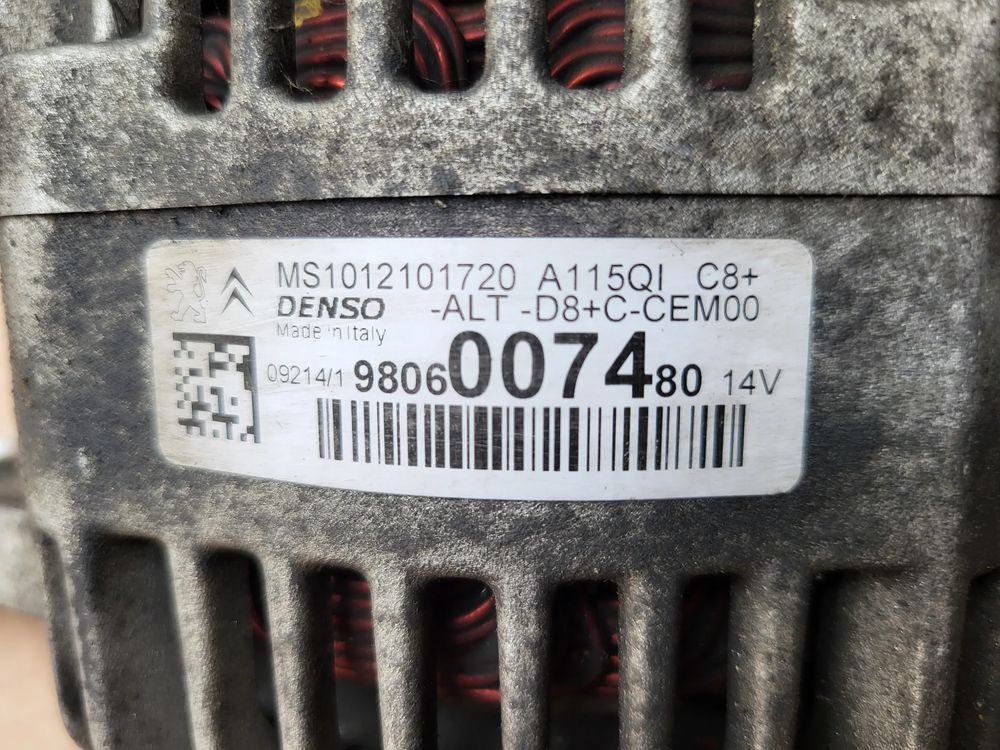 MS1012101720 A115QI C8+
DENSO -ALT -D8+C-CEM00
Made in Italy
09214/1 9806007480 14V